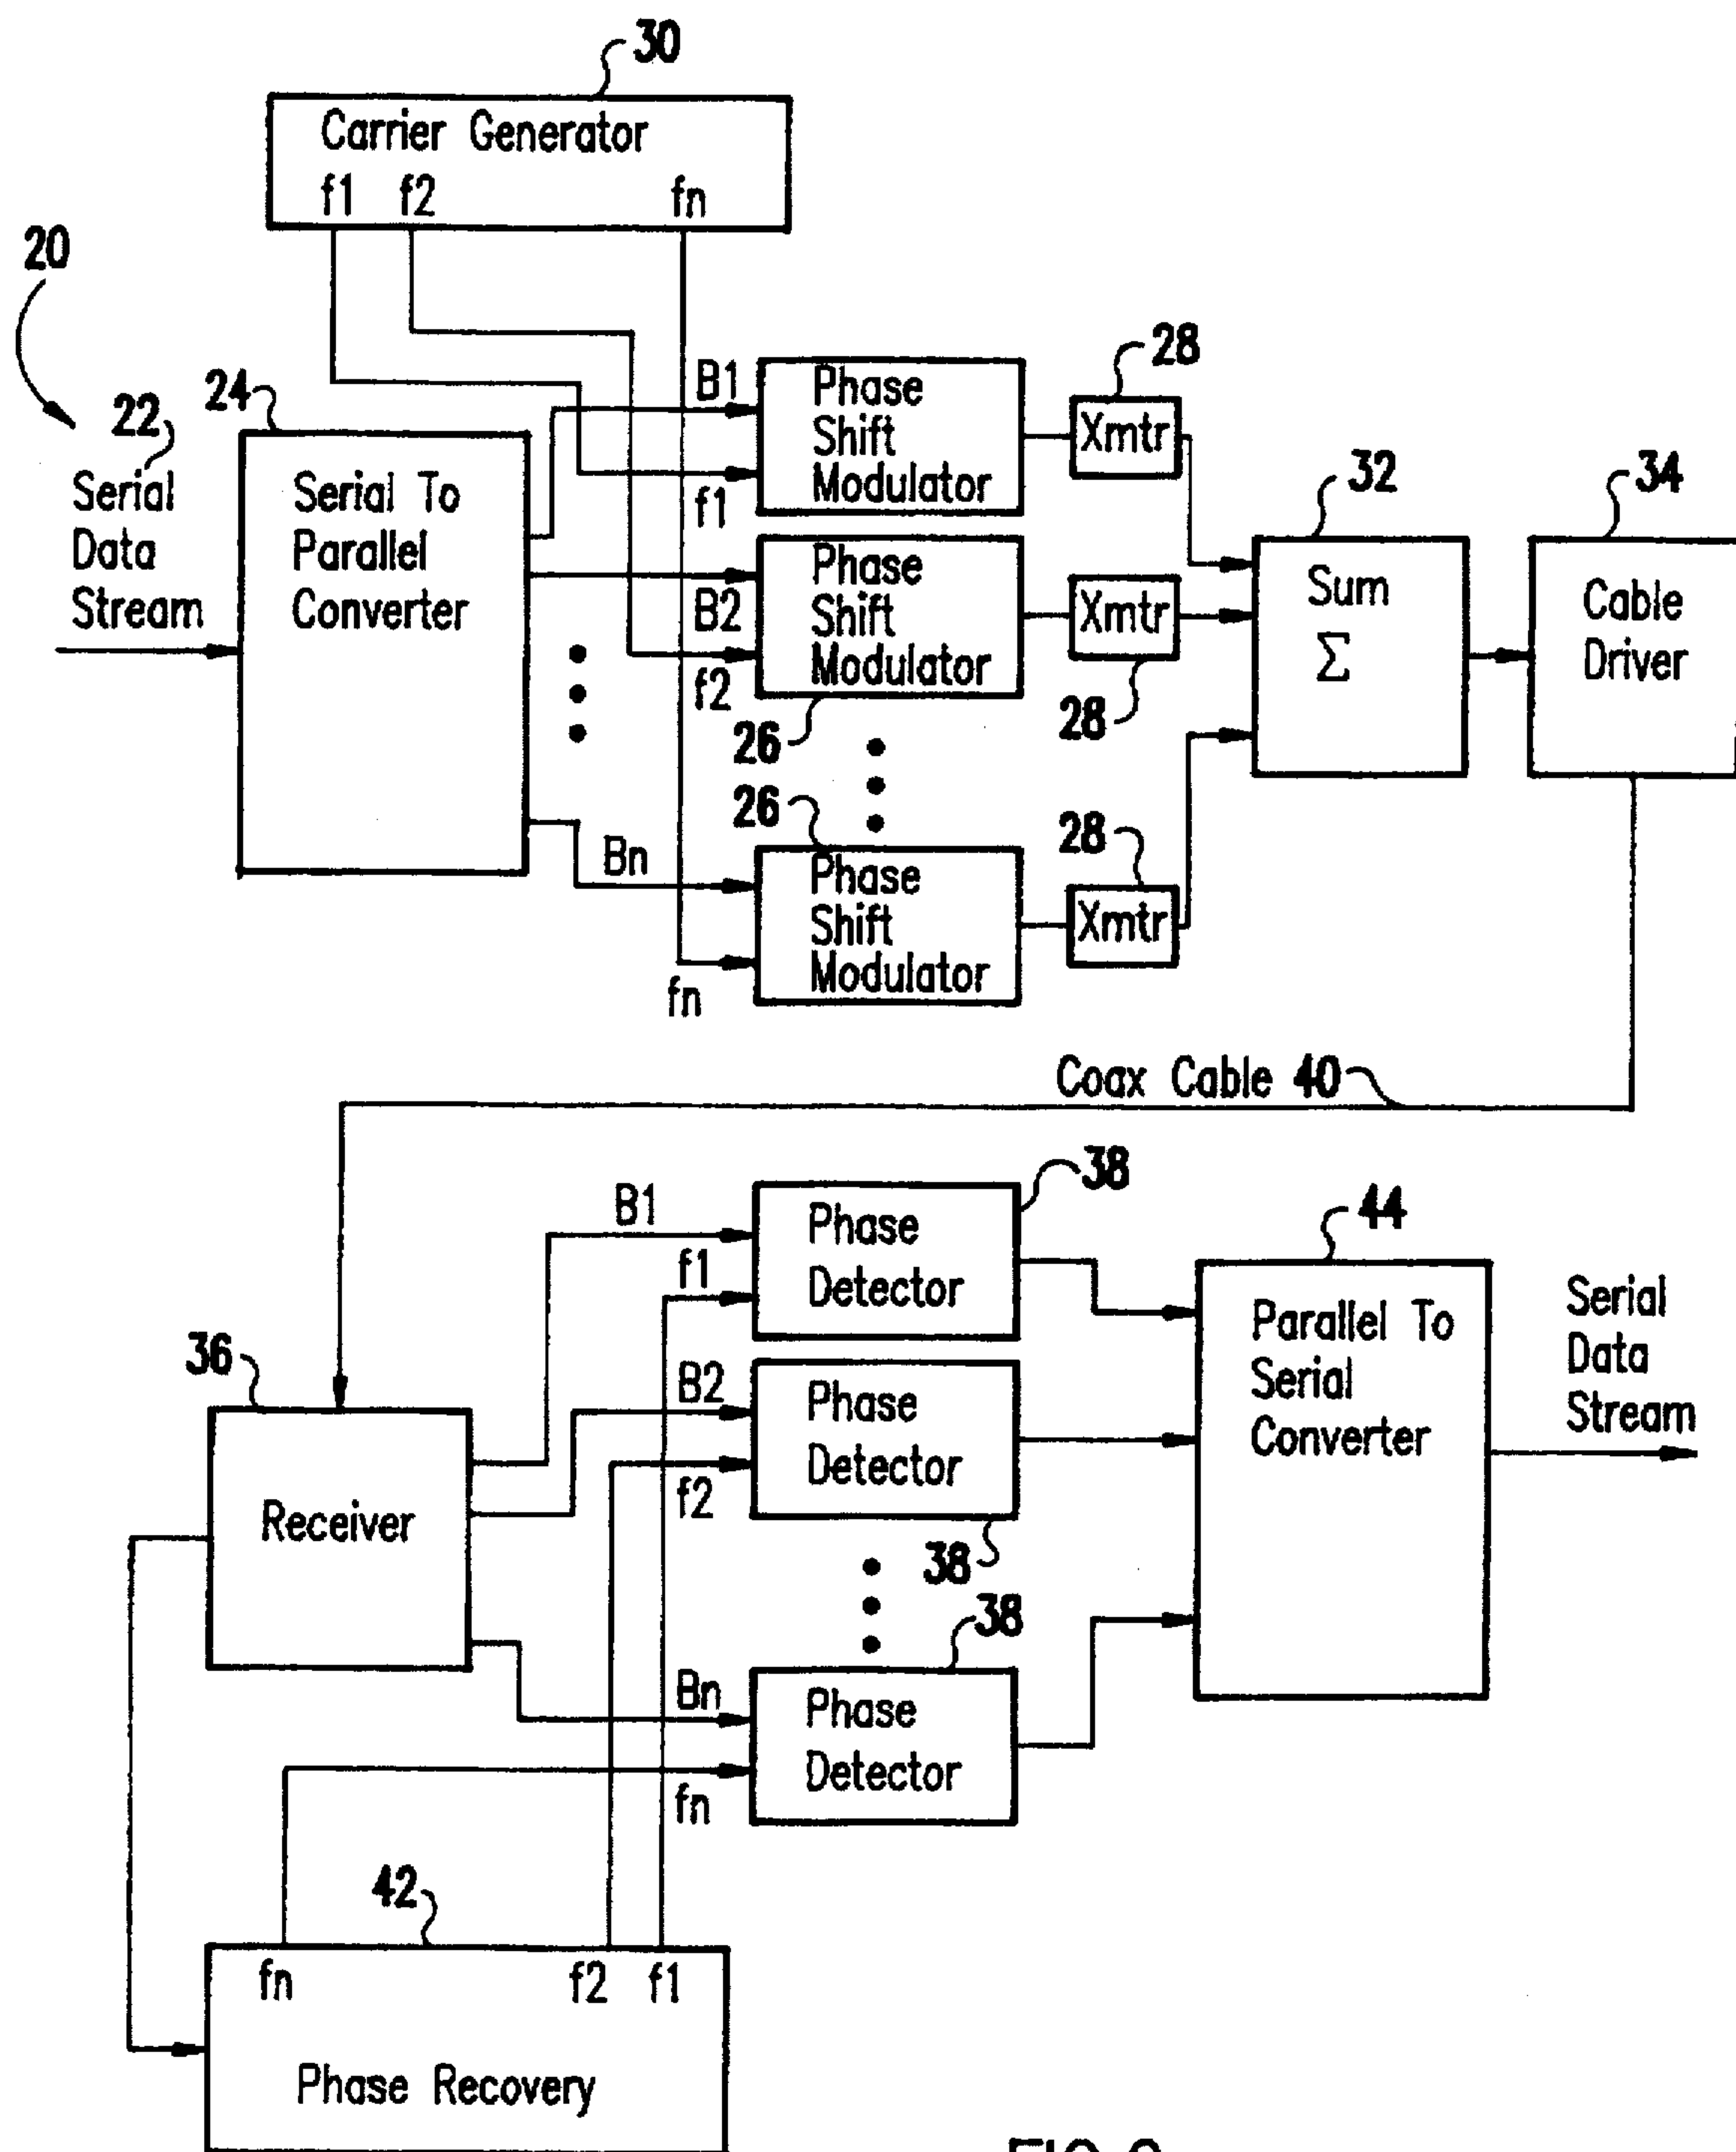 30
Carrier Generator
f1 f2 fn
20
22
Serial
Data
Stream
24
Serial To
Parallel
Converter
B1
f1
Phase
Shift
Modulator
28
Xmtr
B2
f2
Phase
Shift
Modulator
26
Xmtr
28
32
Sum
Σ
34
Cable
Driver
26
Bn
fn
Phase
Shift
Modulator
28
Xmtr
Coax Cable 40
36
Receiver
B1
f1
Phase
Detector
38
B2
f2
Phase
Detector
38
38
Bn
fn
Phase
Detector
44
Parallel To
Serial
Converter
Serial
Data
Stream
42
fn f2 f1
Phase Recovery